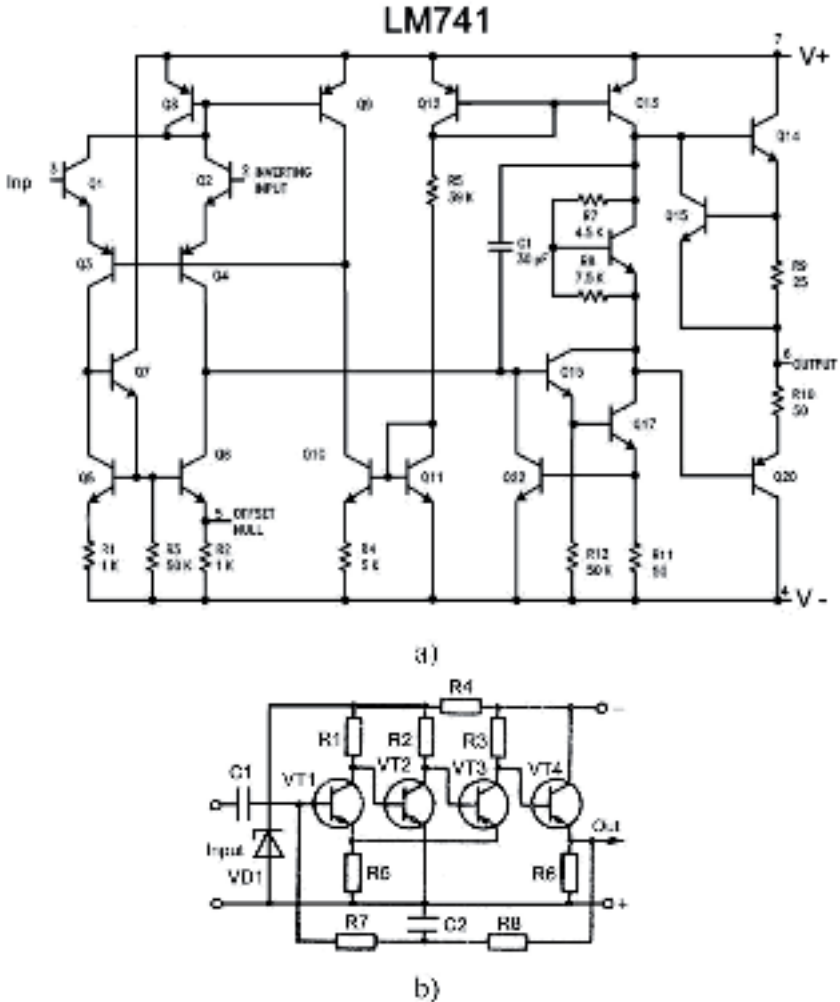 LM741
7 V+
Q8
Q9
Q12
Q13
Q14
Inp 3
Q1
Q2
2 INVERTING
INPUT
R5
39 K
R7
4.5 K
Q15
Q3
Q4
C1
30 pF
R8
7.5 K
R9
25
Q7
6
OUTPUT
R10
50
Q17
Q5
Q6
Q10
Q11
Q22
Q20
5 OFFSET
NULL
R1
1 K
R3
50 K
R2
1 K
R4
5 K
R12
50 K
R11
50
4 V -
a)
R4
–
R1
R2
R3
C1
VT1
VT2
VT3
VT4
Input
VD1
Out
R5
R6
+
R7
C2
R8
b)